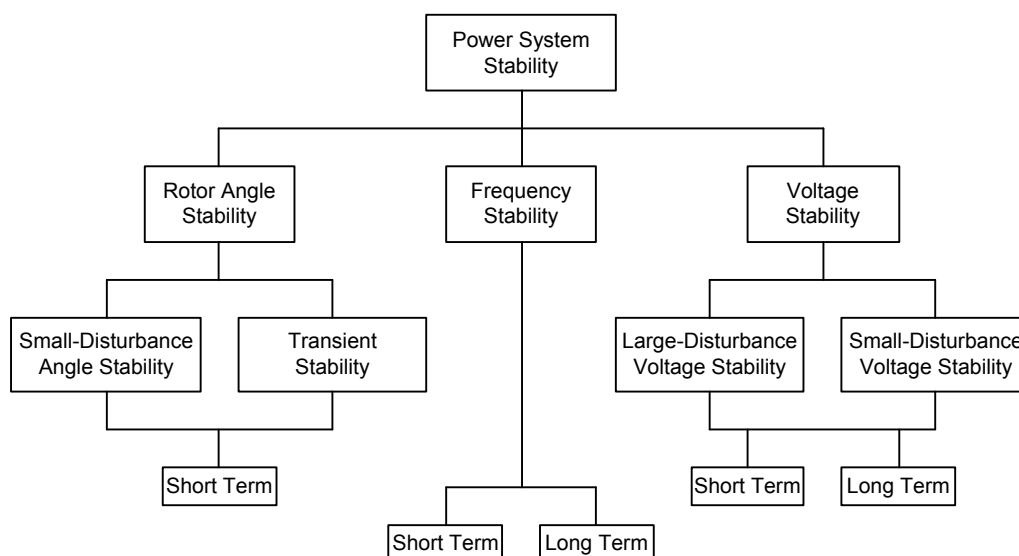 Power System
Stability
Rotor Angle
Stability
Frequency
Stability
Voltage
Stability
Small-Disturbance
Angle Stability
Transient
Stability
Large-Disturbance
Voltage Stability
Small-Disturbance
Voltage Stability
Short Term
Short Term
Long Term
Short Term
Long Term